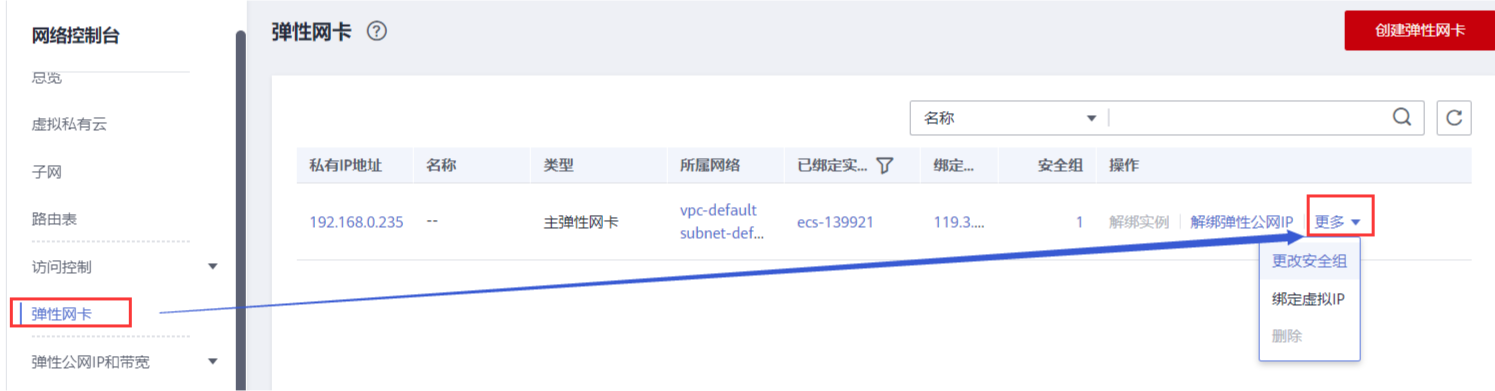 网络控制台
总览
虚拟私有云
子网
路由表
访问控制
弹性网卡
弹性公网IP和带宽
弹性网卡 ?
创建弹性网卡
名称
私有IP地址 名称 类型 所属网络 已绑定实... 绑定... 安全组 操作
192.168.0.235 -- 主弹性网卡 vpc-default ecs-139921 119.3.... 1 解绑实例 解绑弹性公网IP 更多
subnet-def...
更改安全组
绑定虚拟IP
删除